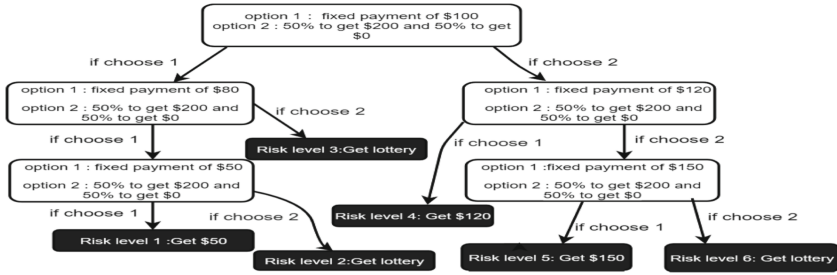 option 1 : fixed payment of $100
option 2 : 50% to get $200 and 50% to get
$0
if choose 1
if choose 2
option 1 : fixed payment of $80
option 2 : 50% to get $200 and
50% to get $0
option 1 : fixed payment of $120
option 2 : 50% to get $200 and
50% to get $0
if choose 2
if choose 1
Risk level 3:Get lottery
if choose 1
if choose 2
option 1 : fixed payment of $50
option 2 : 50% to get $200 and
50% to get $0
option 1 :fixed payment of $150
option 2 : 50% to get $200 and
50% to get $0
if choose 1
if choose 2
Risk level 4: Get $120
if choose 1
if choose 2
Risk level 1 :Get $50
Risk level 2:Get lottery
Risk level 5: Get $150
Risk level 6: Get lottery